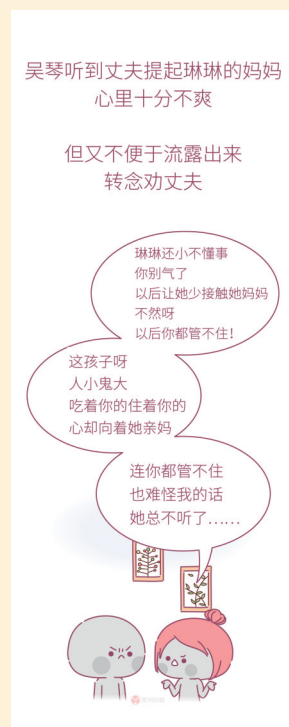 吴琴听到丈夫提起琳琳的妈妈
心里十分不爽
但又不便于流露出来
转念劝丈夫
琳琳还小不懂事
你别气了
以后让她少接触她妈妈
不然呀
以后你都管不住!
这孩子呀
人小鬼大
吃着你的住着你的
心却向着她亲妈
连你都管不住
也难怪我的话
她总不听了……